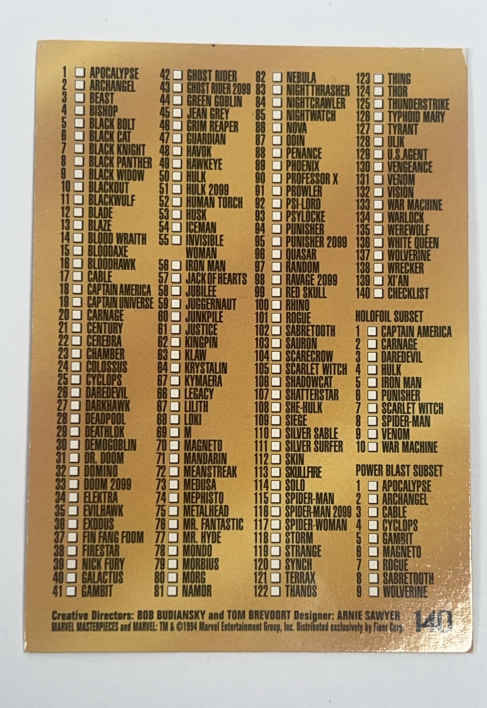 1 APOCALYPSE
2 ARCHANGEL
3 BEAST
4 BISHOP
5 BLACK BOLT
6 BLACK CAT
7 BLACK KNIGHT
8 BLACK PANTHER
9 BLACK WIDOW
10 BLACKOUT
11 BLACKWULF
12 BLADE
13 BLAZE
14 BLOOD WRAITH
15 BLOODAXE
16 BLOODHAWK
17 CABLE
18 CAPTAIN AMERICA
19 CAPTAIN UNIVERSE
20 CARNAGE
21 CENTURY
22 CEREBRA
23 CHAMBER
24 COLOSSUS
25 CYCLOPS
26 DAREDEVIL
27 DARKHAWK
28 DEADPOOL
29 DEATHLOK
30 DEMOGOBLIN
31 DR. DOOM
32 DOMINO
33 DOOM 2099
34 ELEKTRA
35 EVILHAWK
36 EXODUS
37 FIN FANG FOOM
38 FIRESTAR
39 NICK FURY
40 GALACTUS
41 GAMBIT
42 GHOST RIDER
43 GHOST RIDER 2099
44 GREEN GOBLIN
45 JEAN GREY
46 GRIM REAPER
47 GUARDIAN
48 HAVOK
49 HAWKEYE
50 HULK
51 HULK 2099
52 HUMAN TORCH
53 HUSK
54 ICEMAN
55 INVISIBLE
WOMAN
56 IRON MAN
57 JACK OF HEARTS
58 JUBILEE
59 JUGGERNAUT
60 JUNKPILE
61 JUSTICE
62 KINGPIN
63 KLAW
64 KRYSTALIN
65 KYMAERA
66 LEGACY
67 LILITH
68 LOKI
69 M
70 MAGNETO
71 MANDARIN
72 MEANSTREAK
73 MEDUSA
74 MEPHISTO
75 METALHEAD
76 MR. FANTASTIC
77 MR. HYDE
78 MONDO
79 MORBIUS
80 MORG
81 NAMOR
82 NEBULA
83 NIGHT THRASHER
84 NIGHTCRAWLER
85 NIGHTWATCH
86 NOVA
87 ODIN
88 PENANCE
89 PHOENIX
90 PROFESSOR X
91 PROWLER
92 PSI-LORD
93 PSYLOCKE
94 PUNISHER
95 PUNISHER 2099
96 QUASAR
97 RANDOM
98 RAVAGE 2099
99 RED SKULL
100 RHINO
101 ROGUE
102 SABRETOOTH
103 SAURON
104 SCARECROW
105 SCARLET WITCH
106 SHADOWCAT
107 SHATTERSTAR
108 SHE-HULK
109 SIEGE
110 SILVER SABLE
111 SILVER SURFER
112 SKIN
113 SKULLFIRE
114 SOLO
115 SPIDER-MAN
116 SPIDER-MAN 2099
117 SPIDER-WOMAN
118 STORM
119 STRANGE
120 SYNCH
121 TERRAX
122 THANOS
123 THING
124 THOR
125 THUNDERSTRIKE
126 TYPHOID MARY
127 TYRANT
128 ULIK
129 U.S.AGENT
130 VENGEANCE
131 VENOM
132 VISION
133 WAR MACHINE
134 WARLOCK
135 WEREWOLF
136 WHITE QUEEN
137 WOLVERINE
138 WRECKER
139 XI'AN
140 CHECKLIST
HOLOFOIL SUBSET
1 CAPTAIN AMERICA
2 CARNAGE
3 DAREDEVIL
4 HULK
5 IRON MAN
6 PUNISHER
7 SCARLET WITCH
8 SPIDER-MAN
9 VENOM
10 WAR MACHINE
POWER BLAST SUBSET
1 APOCALYPSE
2 ARCHANGEL
3 CABLE
4 CYCLOPS
5 GAMBIT
6 MAGNETO
7 ROGUE
8 SABRETOOTH
9 WOLVERINE
Creative Directors: BOB BUDIANSKY and TOM BREVOORT Designer: ARNIE SAWYER
MARVEL MASTERPIECES and MARVEL: TM & ©1994 Marvel Entertainment Group, Inc. Distributed exclusively by Fleer Corp.
140